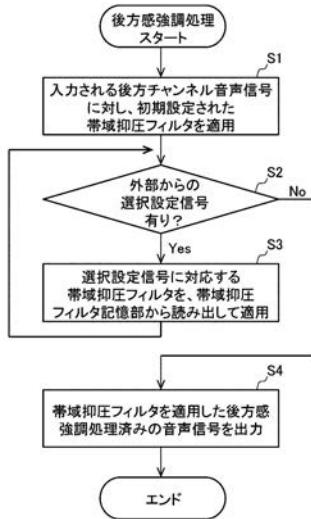 後方感強調処理
スタート
S1
入力される後方チャンネル音声信号
に対し、初期設定された
帯域抑圧フィルタを適用
S2
外部からの
選択設定信号
有り?
No
Yes
S3
選択設定信号に対応する
帯域抑圧フィルタを、帯域抑圧
フィルタ記憶部から読み出して適用
S4
帯域抑圧フィルタを適用した後方感
強調処理済みの音声信号を出力
エンド